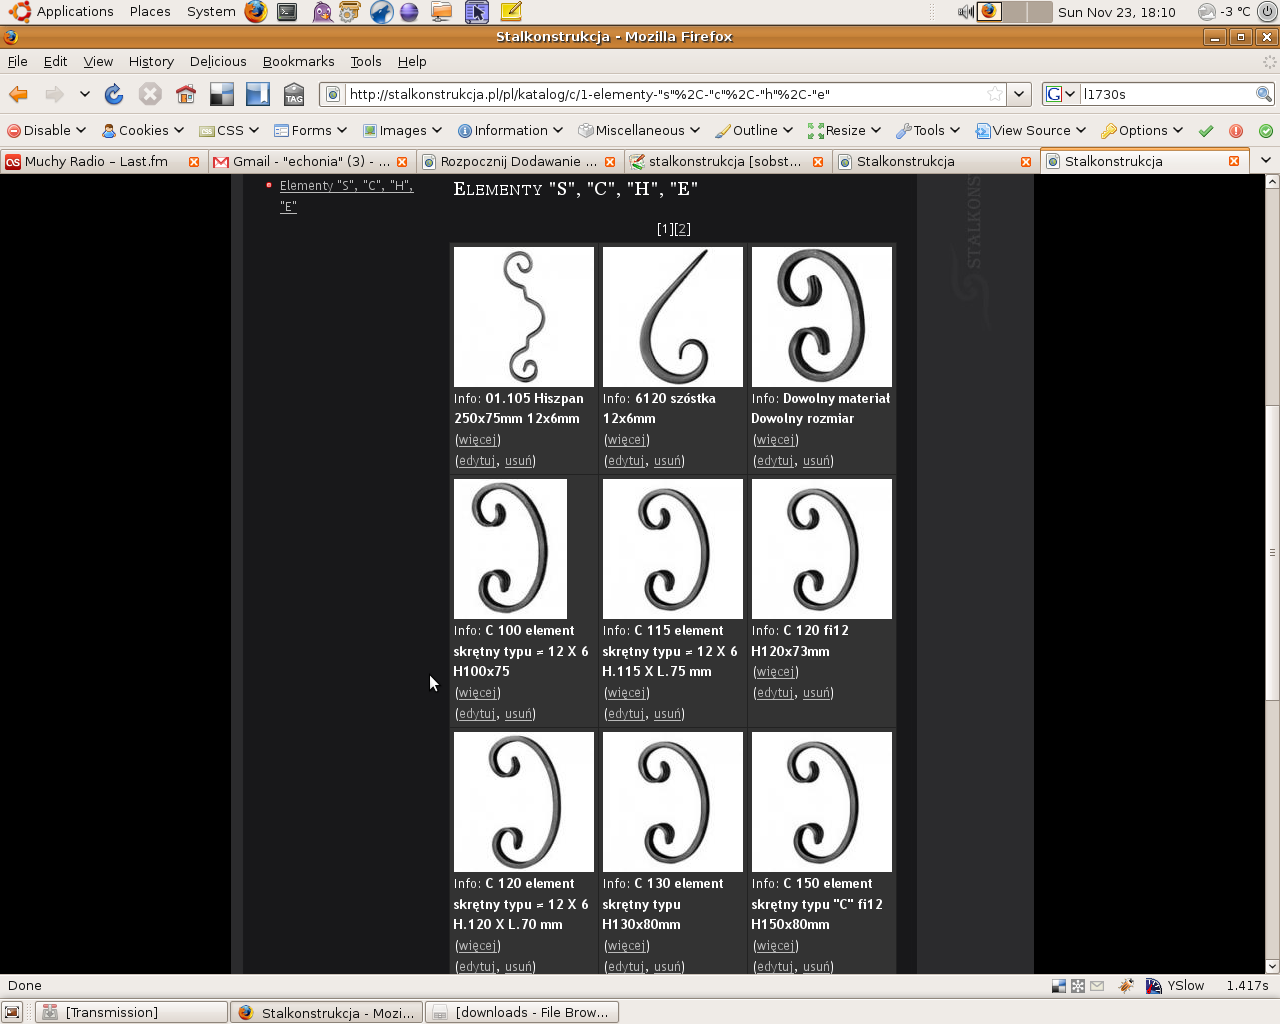 Applications Places System Sun Nov 23, 18:10 -3 °C
Stalkonstrukcja - Mozilla Firefox
File Edit View History Delicious Bookmarks Tools Help
TAG http://stalkonstrukcja.pl/pl/katalog/c/1-elementy-"s"%2C-"c"%2C-"h"%2C-"e" G l1730s
Disable Cookies CSS Forms Images Information Miscellaneous Outline Resize Tools View Source Options
Muchy Radio – Last.fm Gmail - "echonia" (3) - ... Rozpocznij Dodawanie ... stalkonstrukcja [sobst... Stalkonstrukcja Stalkonstrukcja
Elementy "S", "C", "H",
"E"
Elementy "S", "C", "H", "E"
STALKONS
[1][2]
Info: 01.105 Hiszpan
250x75mm 12x6mm
(więcej)
(edytuj, usuń)
Info: 6120 szóstka
12x6mm
(więcej)
(edytuj, usuń)
Info: Dowolny materiał
Dowolny rozmiar
(więcej)
(edytuj, usuń)
Info: C 100 element
skrętny typu ≠ 12 X 6
H100x75
(więcej)
(edytuj, usuń)
Info: C 115 element
skrętny typu ≠ 12 X 6
H.115 X L.75 mm
(więcej)
(edytuj, usuń)
Info: C 120 fi12
H120x73mm
(więcej)
(edytuj, usuń)
Info: C 120 element
skrętny typu ≠ 12 X 6
H.120 X L.70 mm
(więcej)
(edytuj, usuń)
Info: C 130 element
skrętny typu
H130x80mm
(więcej)
(edytuj, usuń)
Info: C 150 element
skrętny typu "C" fi12
H150x80mm
(więcej)
(edytuj, usuń)
Done YSlow 1.417s
[Transmission] Stalkonstrukcja - Mozi... [downloads - File Brow...